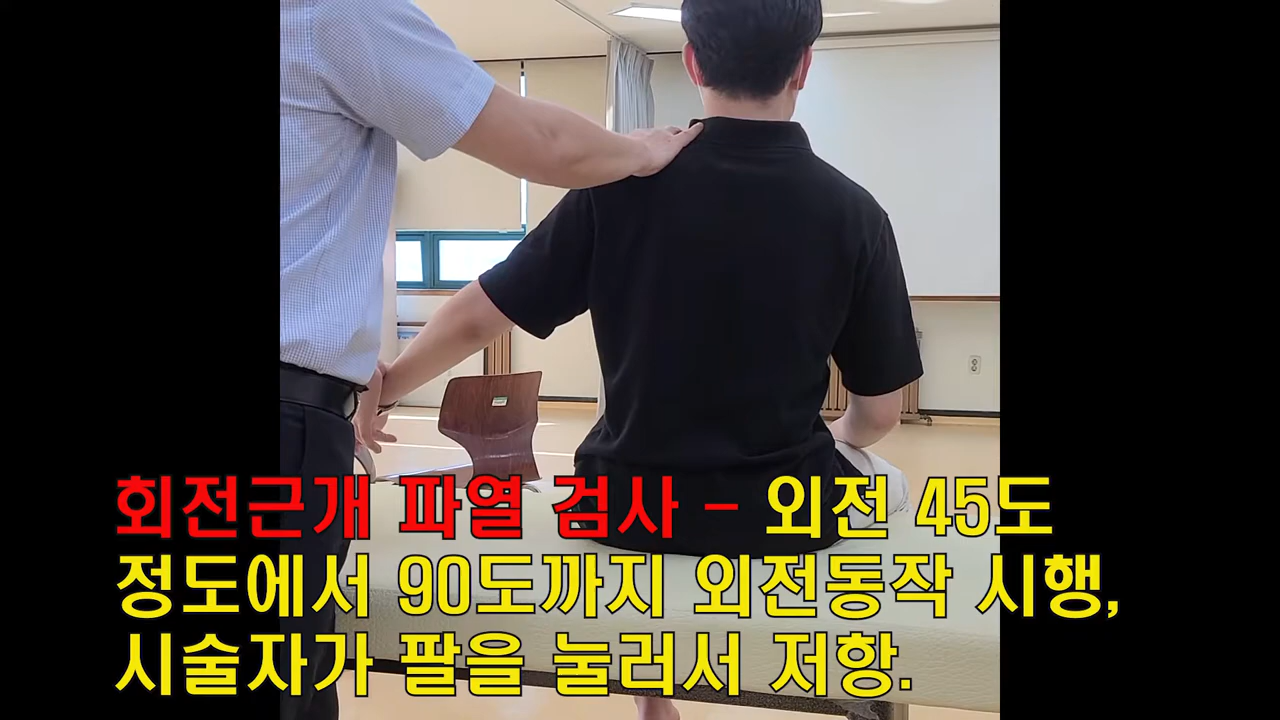 회전근개 파열 검사 - 외전 45도
정도에서 90도까지 외전동작 시행,
시술자가 팔을 눌러서 저항.